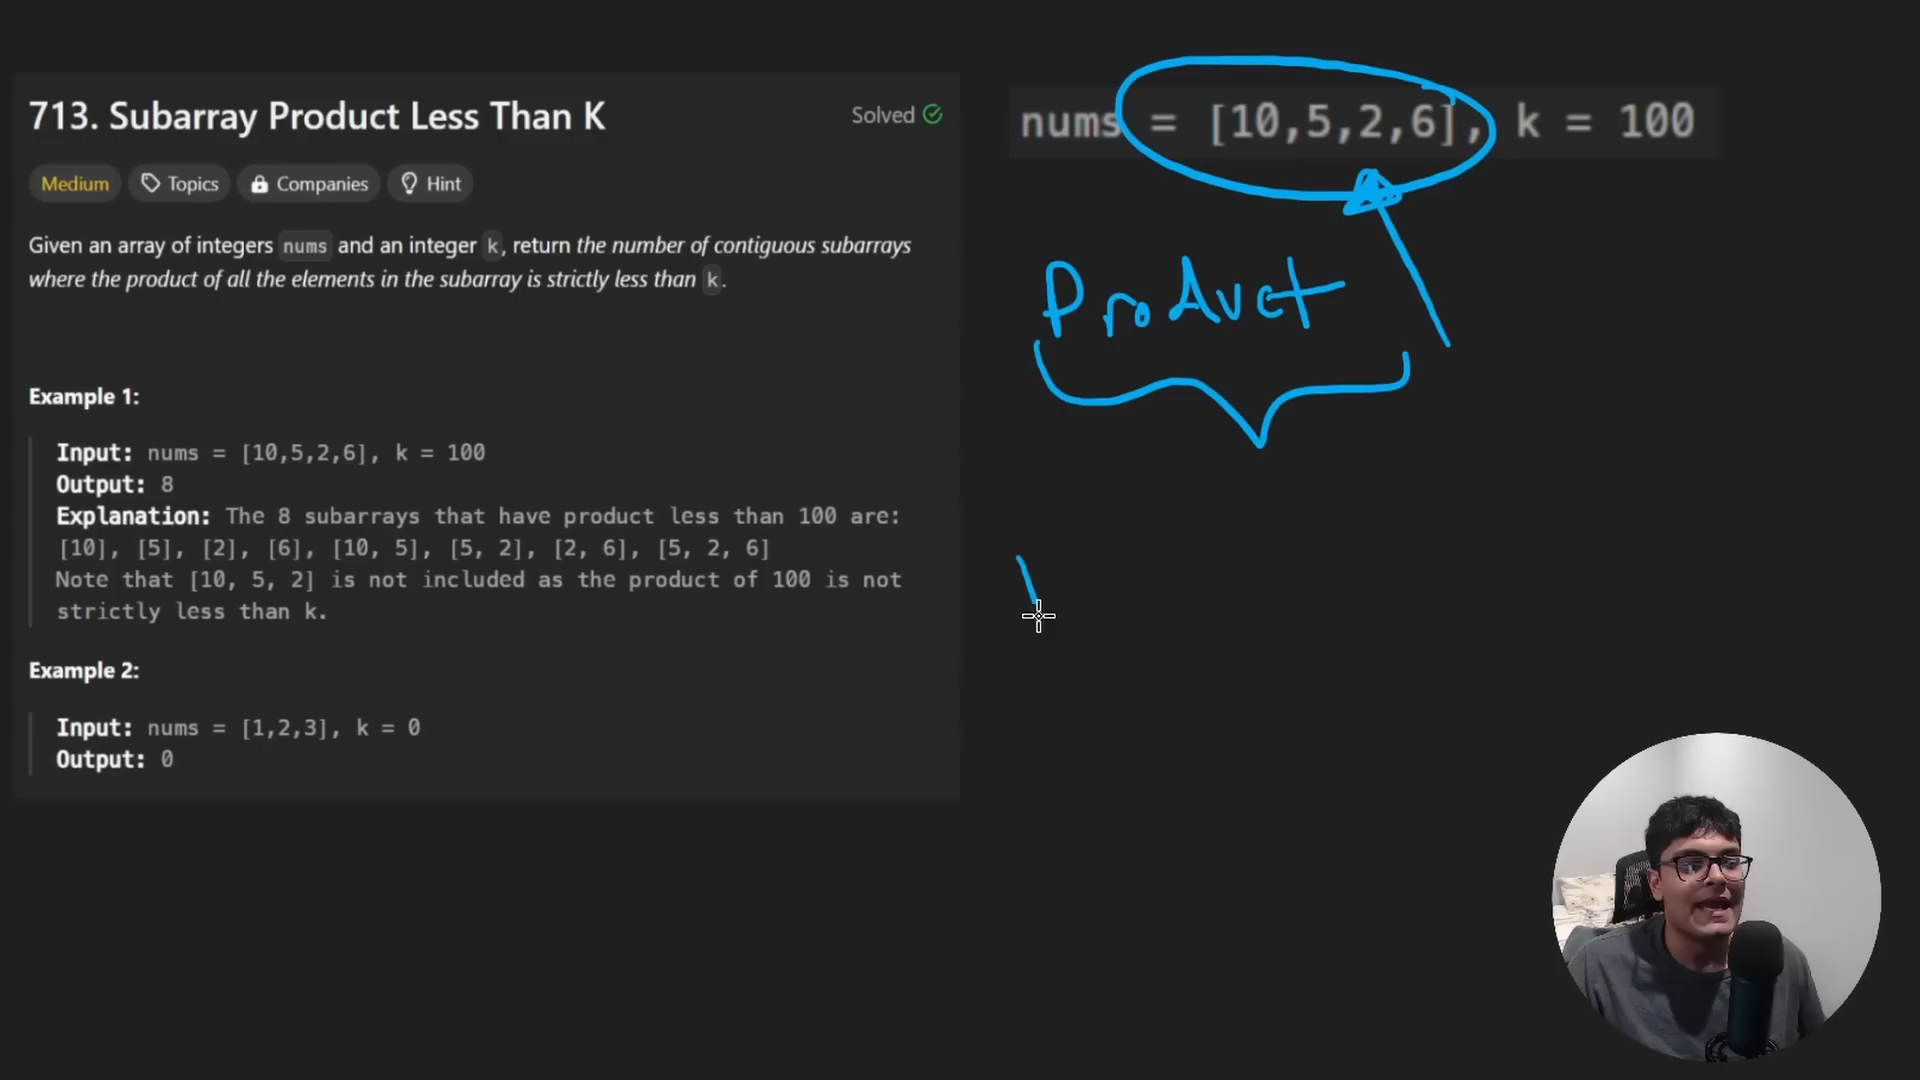 713. Subarray Product Less Than K
Solved
Medium Topics Companies Hint
Given an array of integers nums and an integer k, return the number of contiguous subarrays
where the product of all the elements in the subarray is strictly less than k.
Example 1:
Input: nums = [10,5,2,6], k = 100
Output: 8
Explanation: The 8 subarrays that have product less than 100 are:
[10], [5], [2], [6], [10, 5], [5, 2], [2, 6], [5, 2, 6]
Note that [10, 5, 2] is not included as the product of 100 is not
strictly less than k.
Example 2:
Input: nums = [1,2,3], k = 0
Output: 0
nums = [10,5,2,6], k = 100
Product